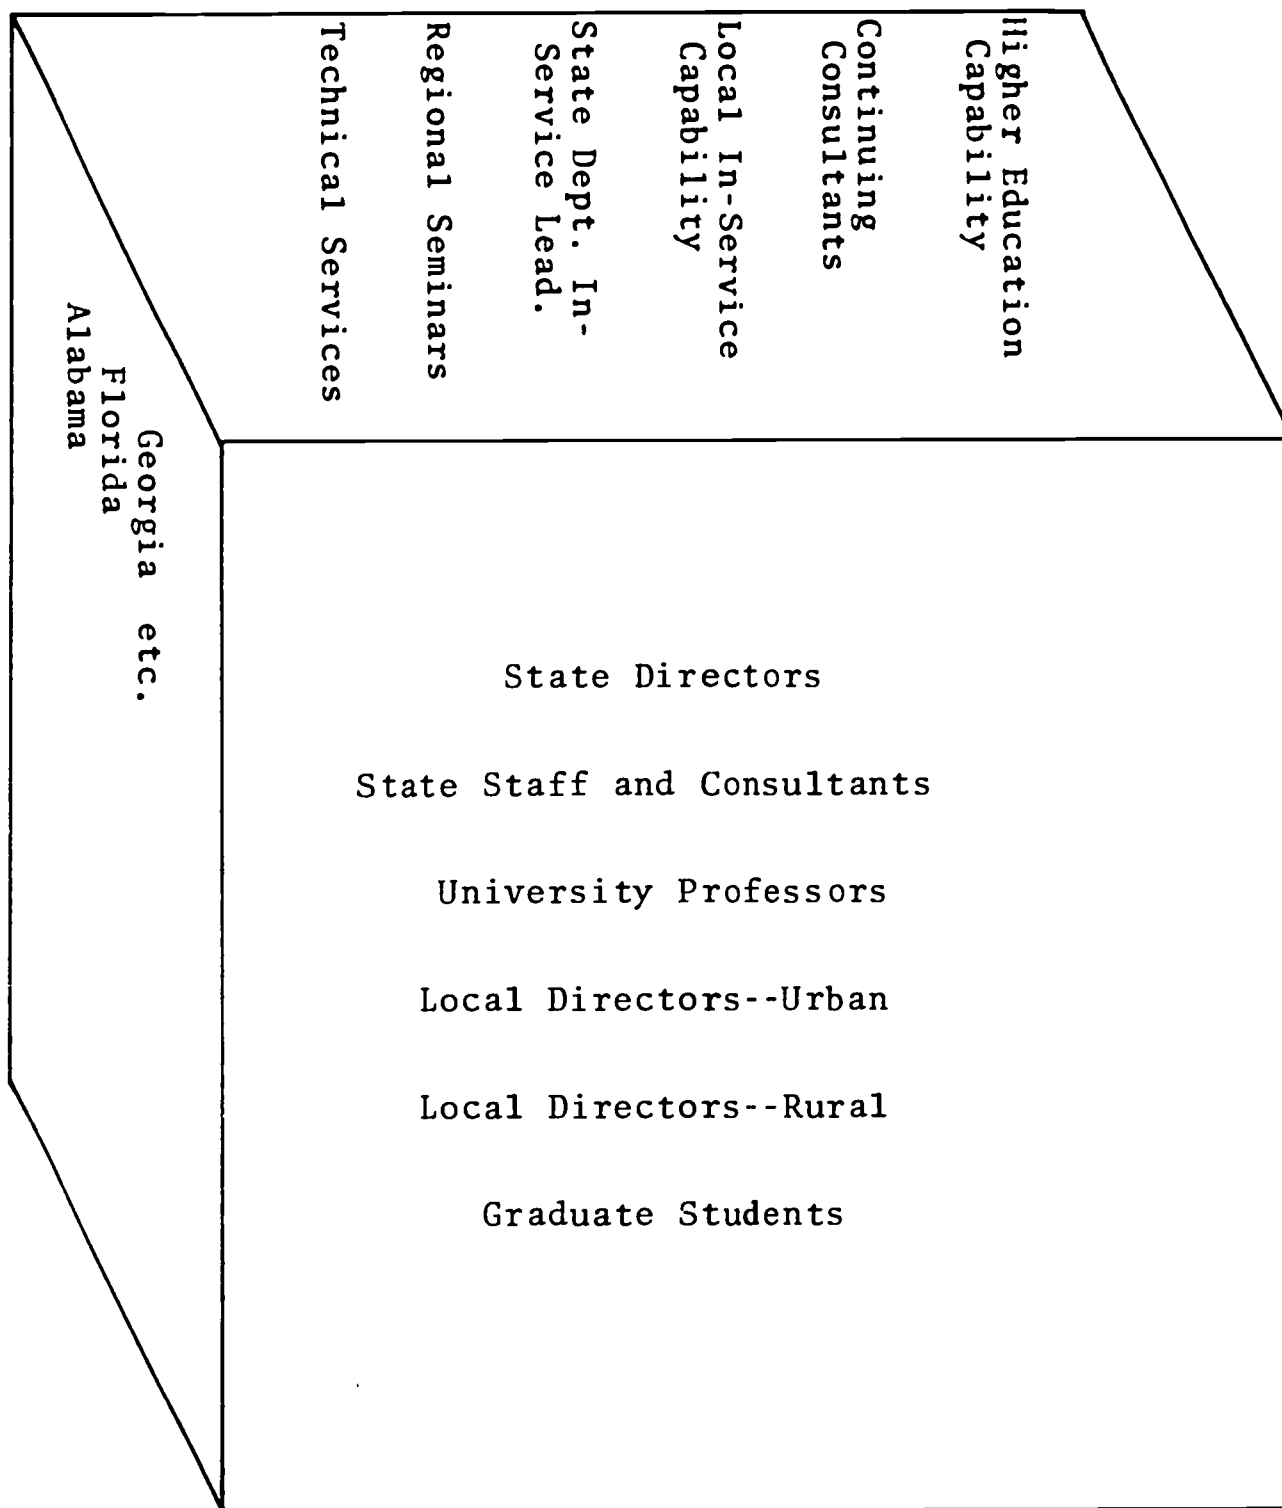 Technical Services
Regional Seminars
State Dept. In-
Service Lead.
Local In-Service
Capability
Continuing
Consultants
Higher Education
Capability
Alabama
Florida
Georgia etc.
State Directors
State Staff and Consultants
University Professors
Local Directors--Urban
Local Directors--Rural
Graduate Students